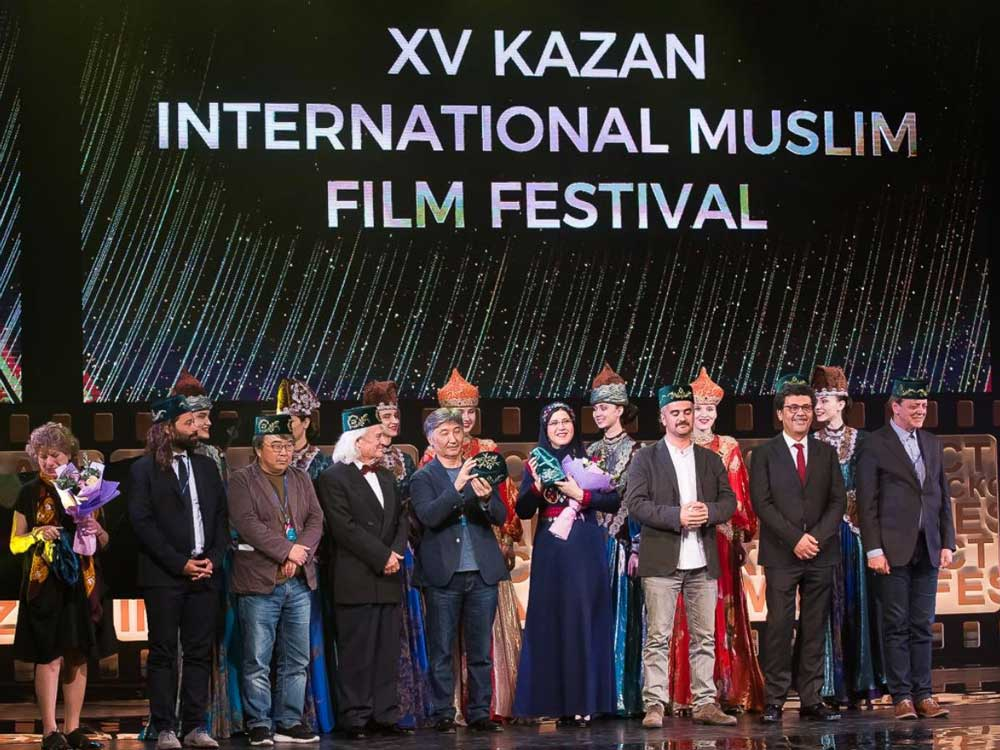 XV KAZAN
INTERNATIONAL MUSLIM
FILM FESTIVAL